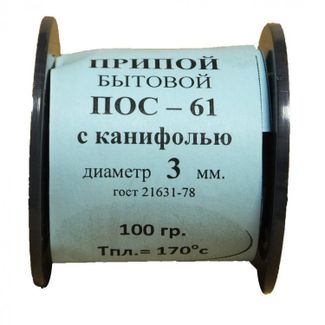 ПРИПОЙ
БЫТОВОЙ
ПОС – 61
с канифолью
диаметр 3 мм.
гост 21631-78
100 гр.
Тпл.= 170°с